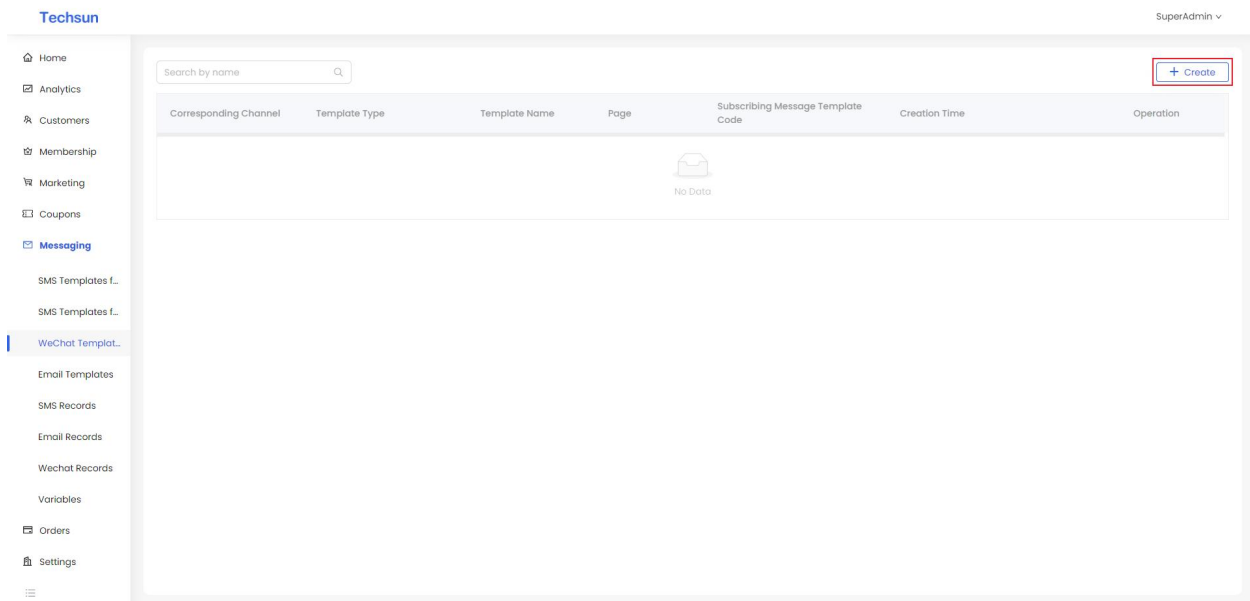 Techsun
SuperAdmin
Home
Analytics
Customers
Membership
Marketing
Coupons
Messaging
SMS Templates f...
SMS Templates f...
WeChat Templat...
Email Templates
SMS Records
Email Records
Wechat Records
Variables
Orders
Settings
Search by name
+ Create
Corresponding Channel Template Type Template Name Page Subscribing Message Template Creation Time Operation
Code
No Data